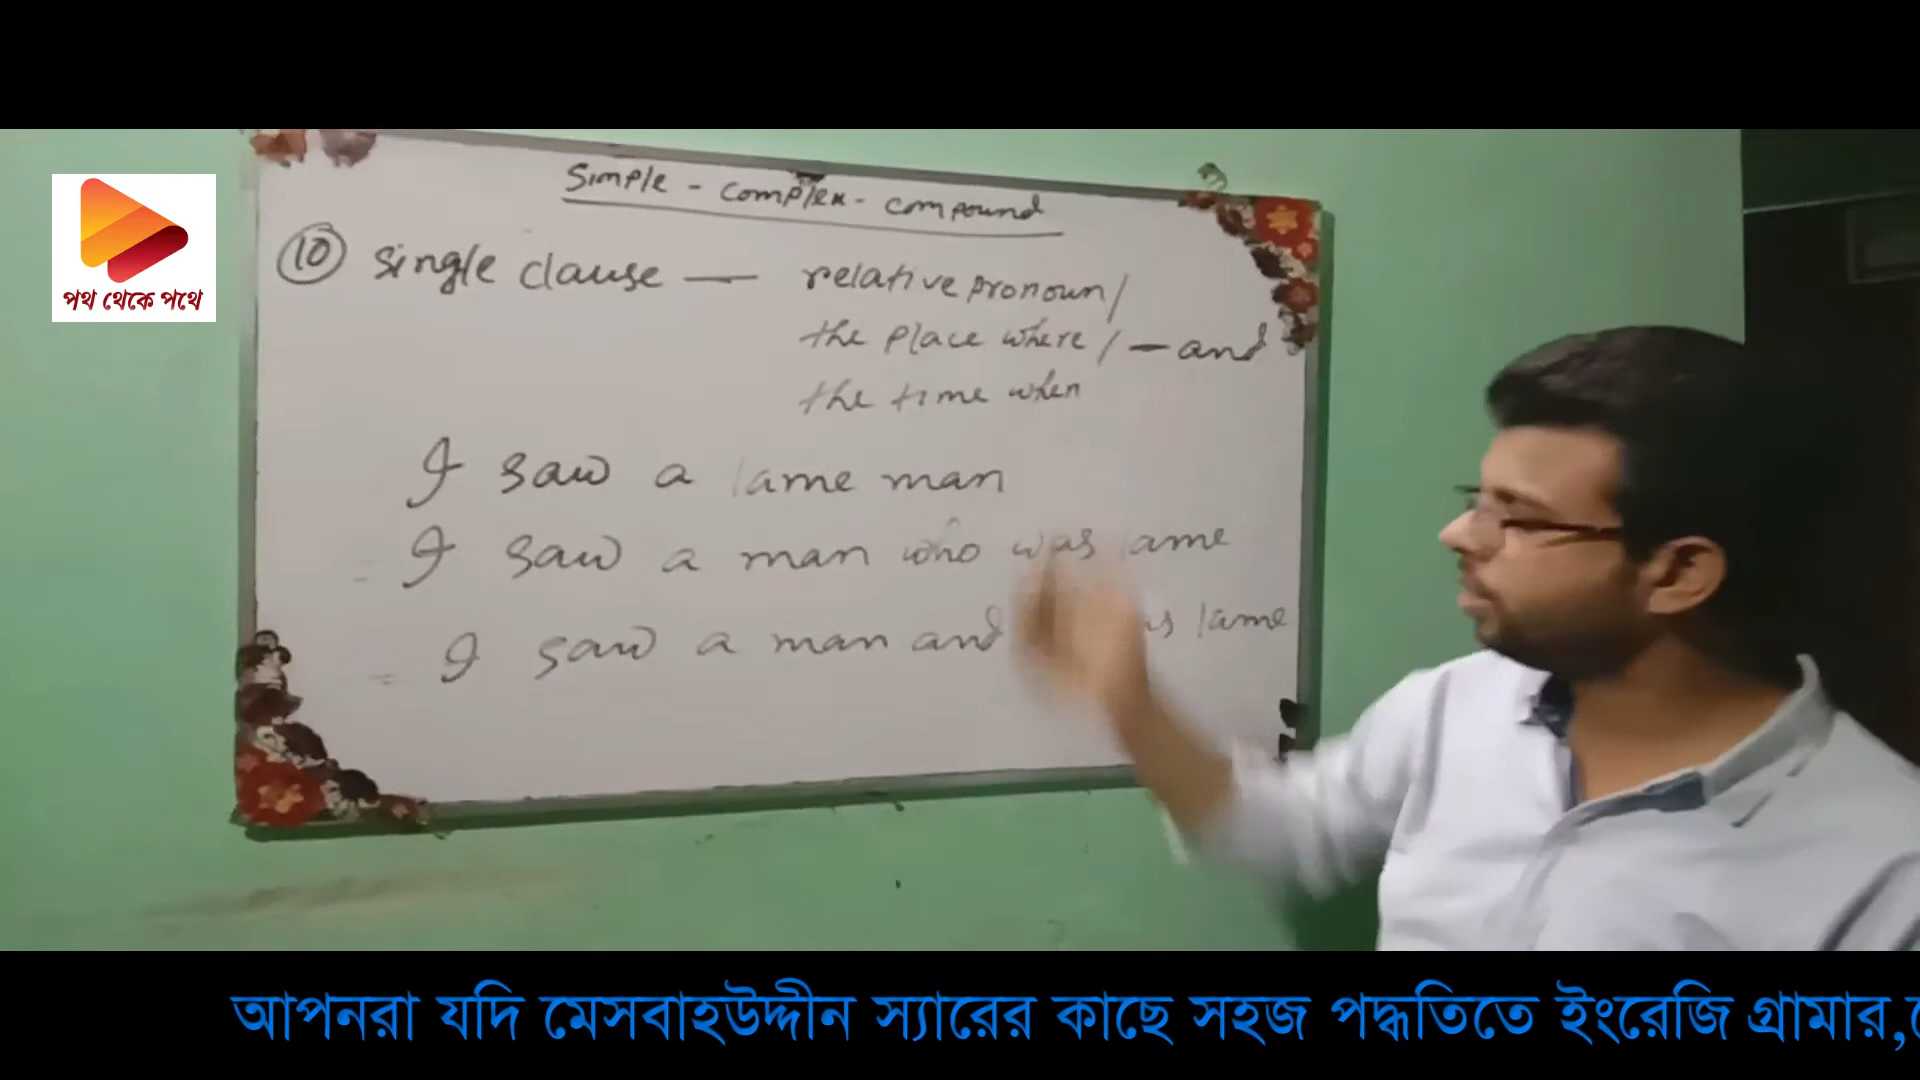 Simple - complex - compound
10 single clause — relative pronoun/
the place where / — and
the time when
I saw a lame man
I saw a man who was lame
I saw a man and lame
পথ থেকে পথে
আপনরা যদি মেসবাহউদ্দীন স্যারের কাছে সহজ পদ্ধতিতে ইংরেজি গ্রামার,